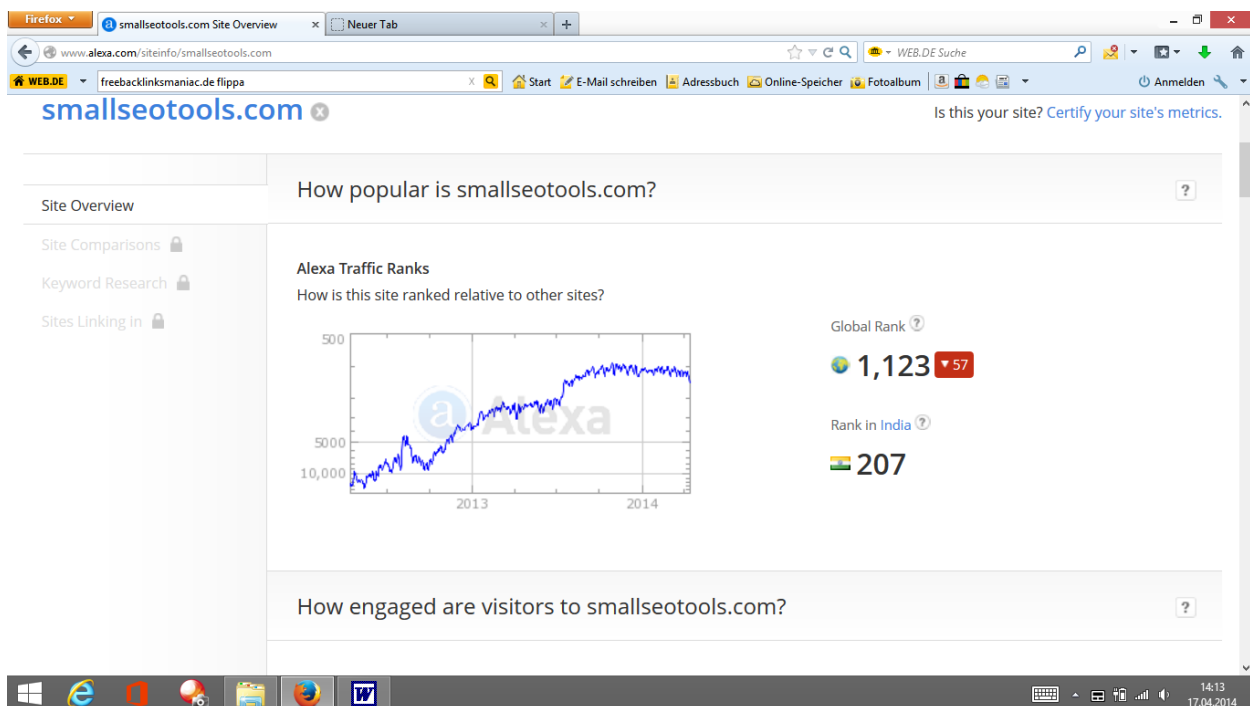 Firefox
smallseotools.com Site Overview
Neuer Tab
www.alexa.com/siteinfo/smallseotools.com
WEB.DE Suche
WEB.DE
freebacklinksmaniac.de flippa
Start
E-Mail schreiben
Adressbuch
Online-Speicher
Fotoalbum
Anmelden
smallseotools.com
Is this your site? Certify your site's metrics.
How popular is smallseotools.com?
?
Site Overview
Site Comparisons
Keyword Research
Sites Linking in
Alexa Traffic Ranks
How is this site ranked relative to other sites?
500
5000
10,000
2013
2014
a Alexa
Global Rank ?
1,123 ▼57
Rank in India ?
207
How engaged are visitors to smallseotools.com?
?
14:13
17.04.2014